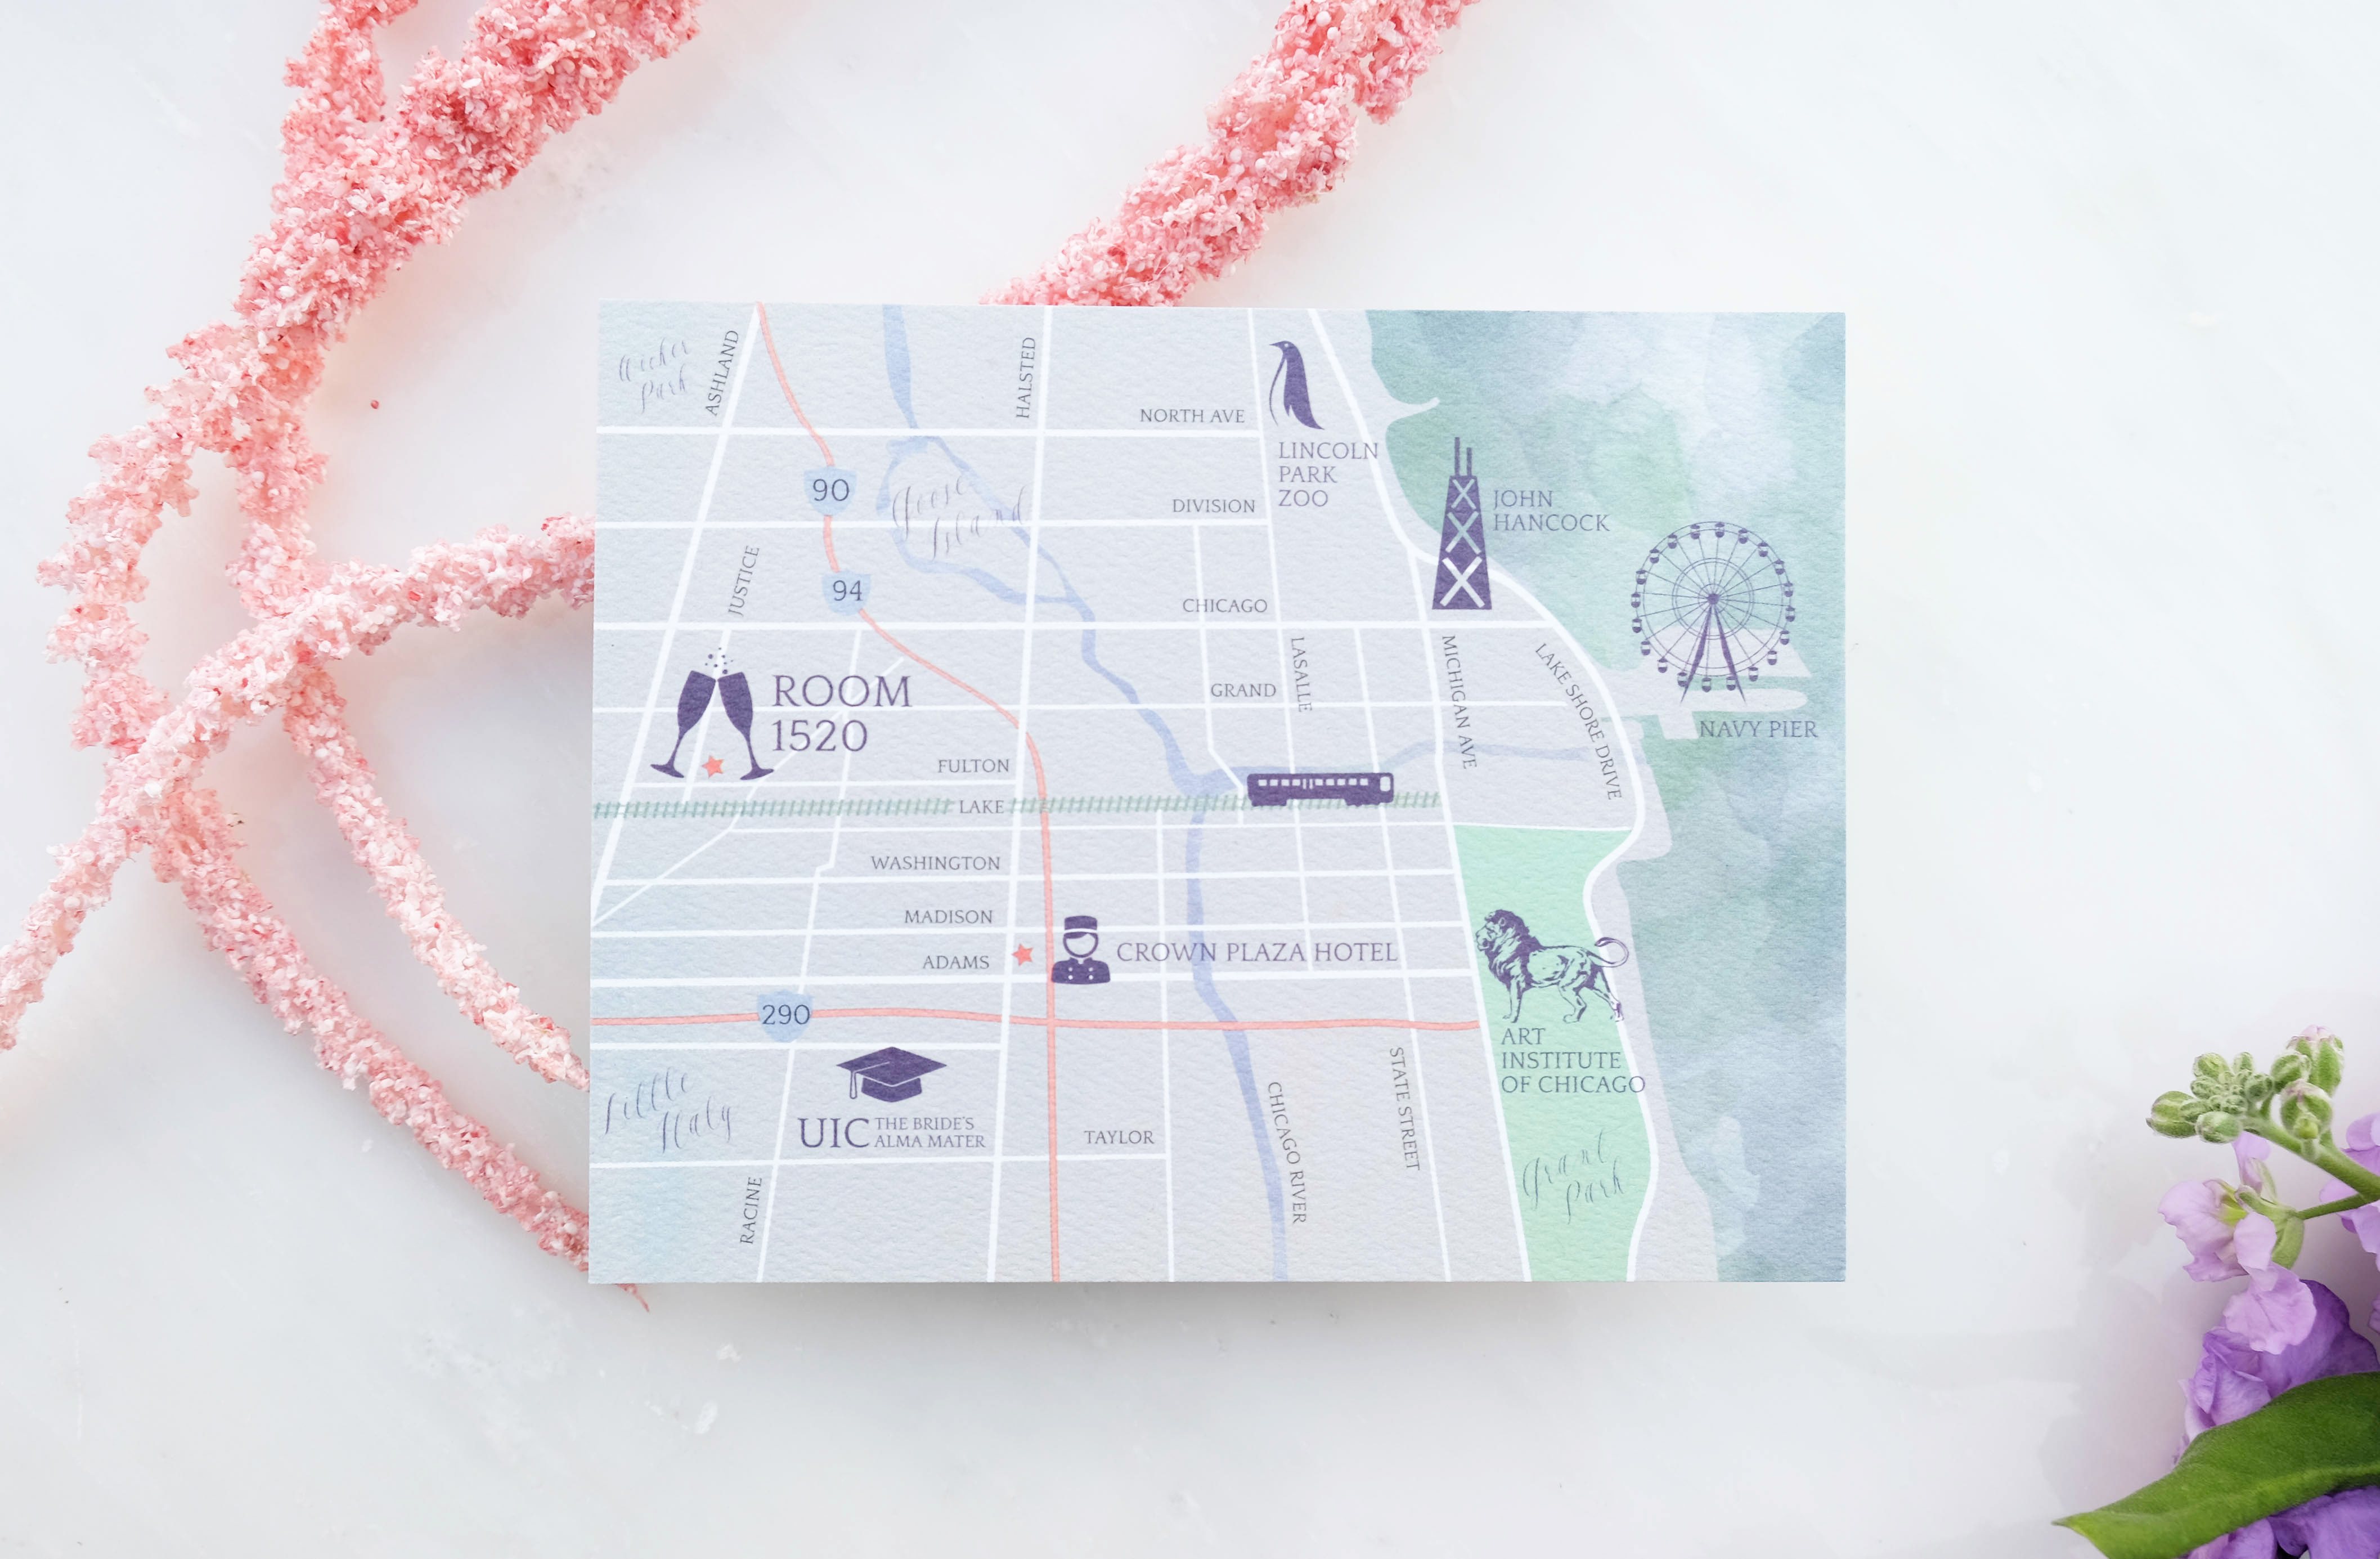 Wicker
Park
ASHLAND
HALSTED
NORTH AVE
LINCOLN
PARK
ZOO
90
Goose
Island
DIVISION
JOHN
HANCOCK
JUSTICE
94
CHICAGO
LASALLE
MICHIGAN AVE
LAKE SHORE DRIVE
ROOM
1520
GRAND
NAVY PIER
FULTON
LAKE
WASHINGTON
MADISON
ADAMS
CROWN PLAZA HOTEL
290
ART
INSTITUTE
OF CHICAGO
Little
Italy
UIC THE BRIDE'S
ALMA MATER
TAYLOR
CHICAGO RIVER
STATE STREET
Grant
Park
RACINE